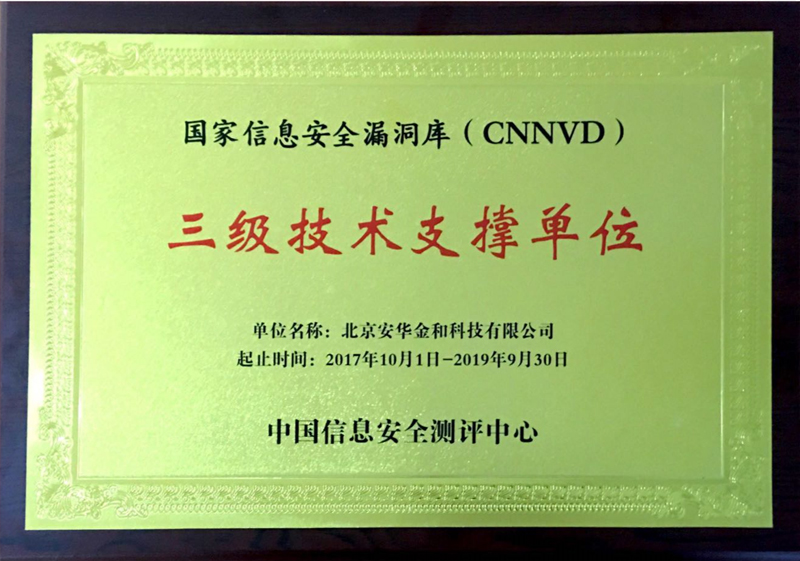 国家信息安全漏洞库（CNNVD）
三级技术支撑单位
单位名称：北京安华金和科技有限公司
起止时间：2017年10月1日-2019年9月30日
中国信息安全测评中心